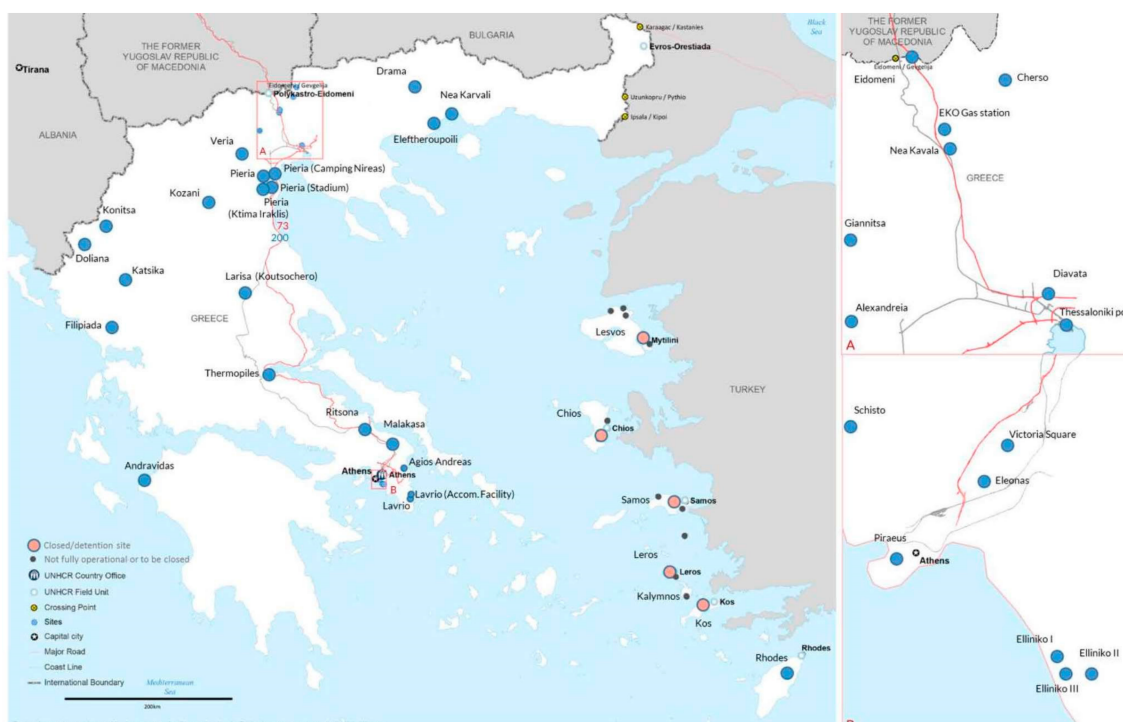 Tirana
THE FORMER
YUGOSLAV REPUBLIC
OF MACEDONIA
BULGARIA
Karaagac / Kastanies
Black
Sea
Evros-Orestiada
Eidomeni / Gevgelija
Polykastro-Eidomeni
Drama
Nea Karvali
Uzunkopru / Pythio
Ipsala / Kipoi
ALBANIA
Eleftheroupoili
A
Veria
Pieria
Pieria (Camping Nireas)
Pieria (Stadium)
Kozani
Pieria
(Ktima Iraklis)
73
200
Konitsa
Doliana
Katsika
Larisa (Koutsochero)
GREECE
Filipiada
Lesvos
Mytilini
Thermopiles
TURKEY
Ritsona
Malakasa
Chios
Chios
Andravidas
Athens
Athens
Agios Andreas
B
Lavrio (Accom. Facility)
Lavrio
Samos
Samos
Leros
Leros
Kalymnos
Kos
Kos
Rhodes
Rhodes
Closed/detention site
Not fully operational or to be closed
UNHCR Country Office
UNHCR Field Unit
Crossing Point
Sites
Capital city
Major Road
Coast Line
International Boundary
Mediterranean
Sea
200km
THE FORMER
YUGOSLAV REPUBLIC
OF MACEDONIA
Eidomeni / Gevgelija
Eidomeni
Cherso
EKO Gas station
Nea Kavala
GREECE
Giannitsa
Diavata
Alexandreia
Thessaloniki po
A
Schisto
Victoria Square
Eleonas
Piraeus
Athens
Elliniko I
Elliniko II
Elliniko III